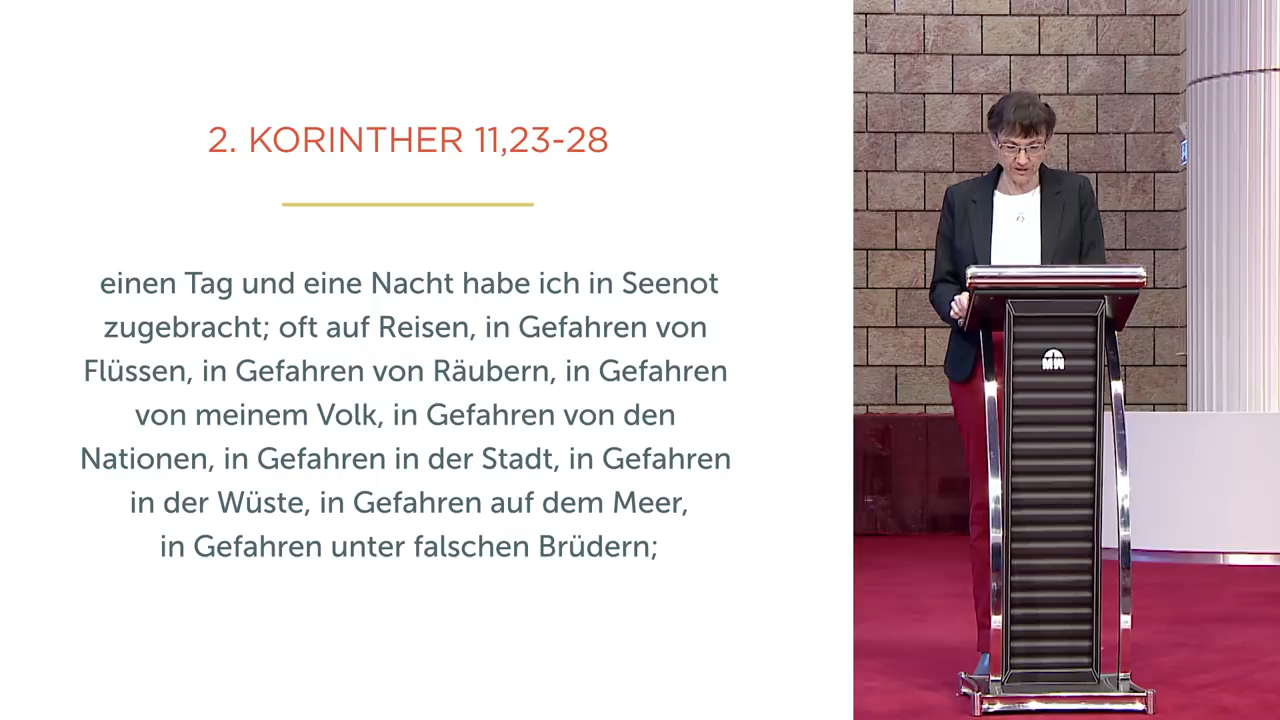 2. KORINTHER 11,23-28
einen Tag und eine Nacht habe ich in Seenot
zugebracht; oft auf Reisen, in Gefahren von
Flüssen, in Gefahren von Räubern, in Gefahren
von meinem Volk, in Gefahren von den
Nationen, in Gefahren in der Stadt, in Gefahren
in der Wüste, in Gefahren auf dem Meer,
in Gefahren unter falschen Brüdern;
MW